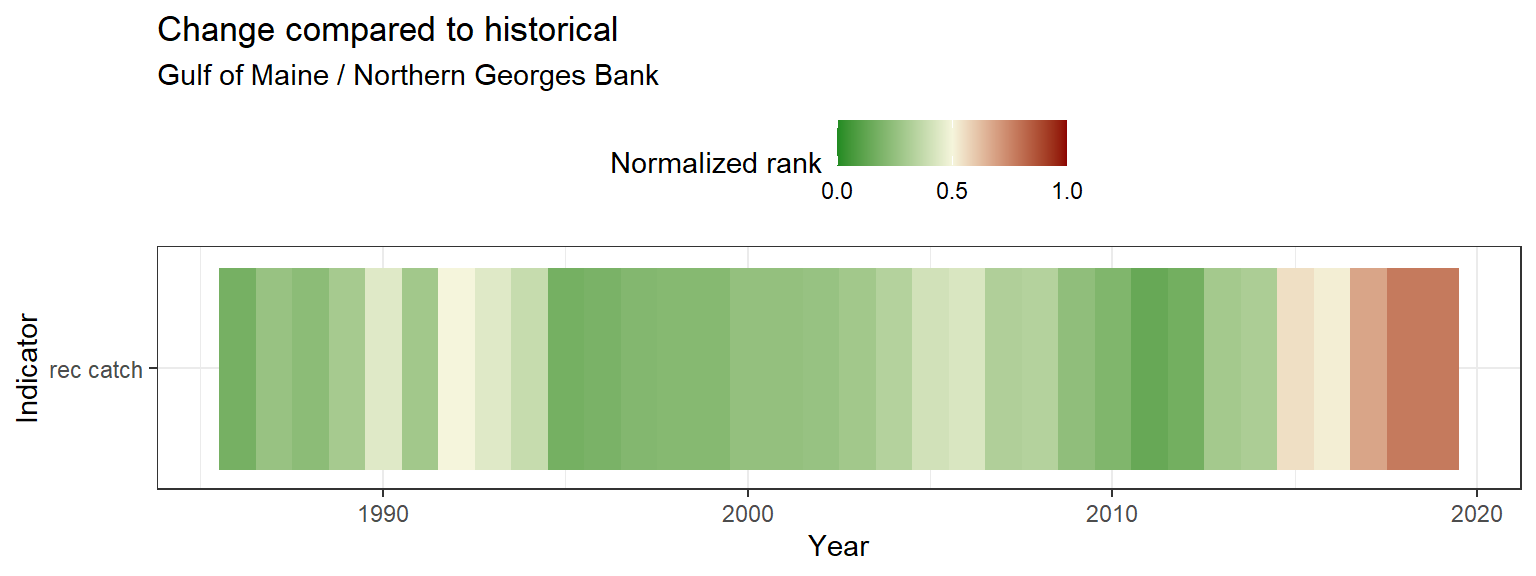 Change compared to historical
Gulf of Maine / Northern Georges Bank
Normalized rank
0.0 0.5 1.0
Indicator
rec catch
1990 2000 2010 2020
Year